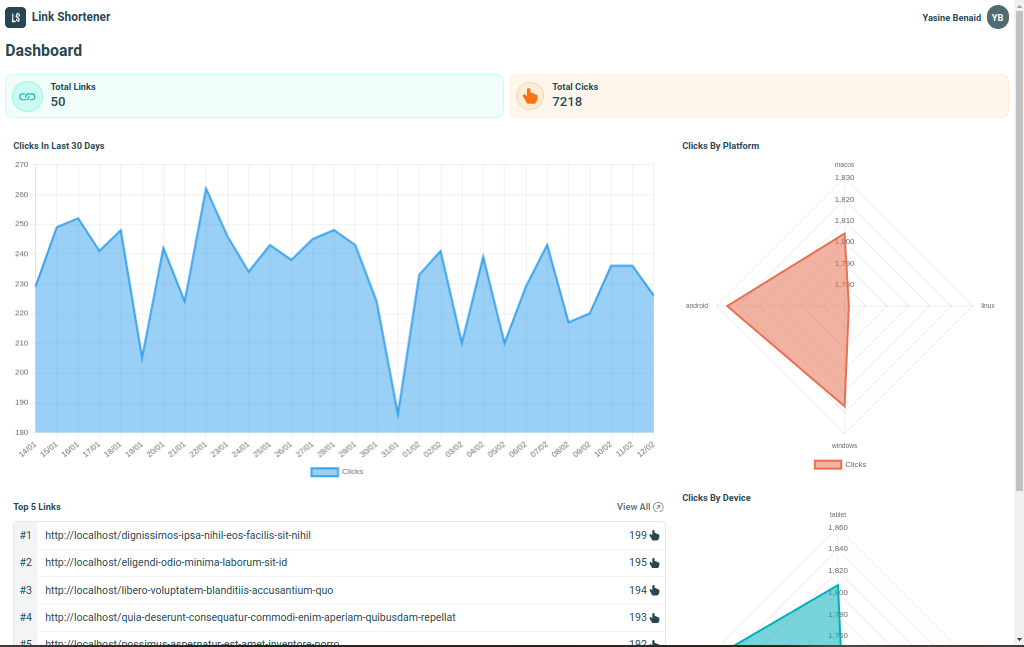 Link Shortener
Yasine Benaid YB
Dashboard
Total Links
50
Total Cicks
7218
Clicks In Last 30 Days
270
260
250
240
230
220
210
200
190
180
14/01 15/01 16/01 17/01 18/01 19/01 20/01 21/01 22/01 23/01 24/01 25/01 26/01 27/01 28/01 29/01 30/01 31/01 01/02 02/02 03/02 04/02 05/02 06/02 07/02 08/02 09/02 10/02 11/02 12/02
Clicks
Clicks By Platform
macos
1,830
1,820
1,810
1,800
1,790
1,780
android
linux
windows
Clicks
Top 5 Links
View All
#1 http://localhost/dignissimos-ipsa-nihil-eos-facilis-sit-nihil 199
#2 http://localhost/eligendi-odio-minima-laborum-sit-id 195
#3 http://localhost/libero-voluptatem-blanditiis-accusantium-quo 194
#4 http://localhost/quia-deserunt-consequatur-commodi-enim-aperiam-quibusdam-repellat 193
#5 http://localhost/possimus-aspernatur-est-amet-inventore-porro 192
Clicks By Device
tablet
1,860
1,840
1,820
1,800
1,780
1,760